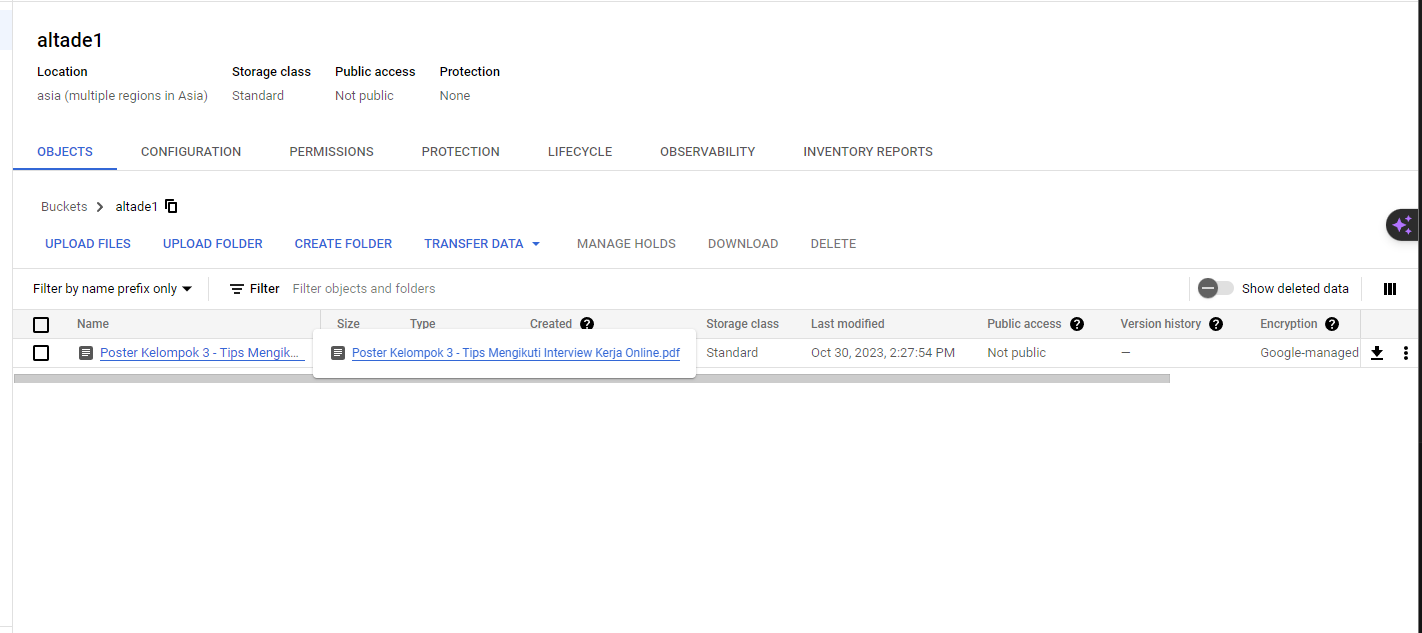 altade1
Location Storage class Public access Protection
asia (multiple regions in Asia) Standard Not public None
OBJECTS CONFIGURATION PERMISSIONS PROTECTION LIFECYCLE OBSERVABILITY INVENTORY REPORTS
Buckets altade1
UPLOAD FILES UPLOAD FOLDER CREATE FOLDER TRANSFER DATA MANAGE HOLDS DOWNLOAD DELETE
Filter by name prefix only Filter Filter objects and folders Show deleted data
Name Size Type Created ? Storage class Last modified Public access ? Version history ? Encryption ?
Poster Kelompok 3 - Tips Mengik... Poster Kelompok 3 - Tips Mengikuti Interview Kerja Online.pdf Standard Oct 30, 2023, 2:27:54 PM Not public — Google-managed